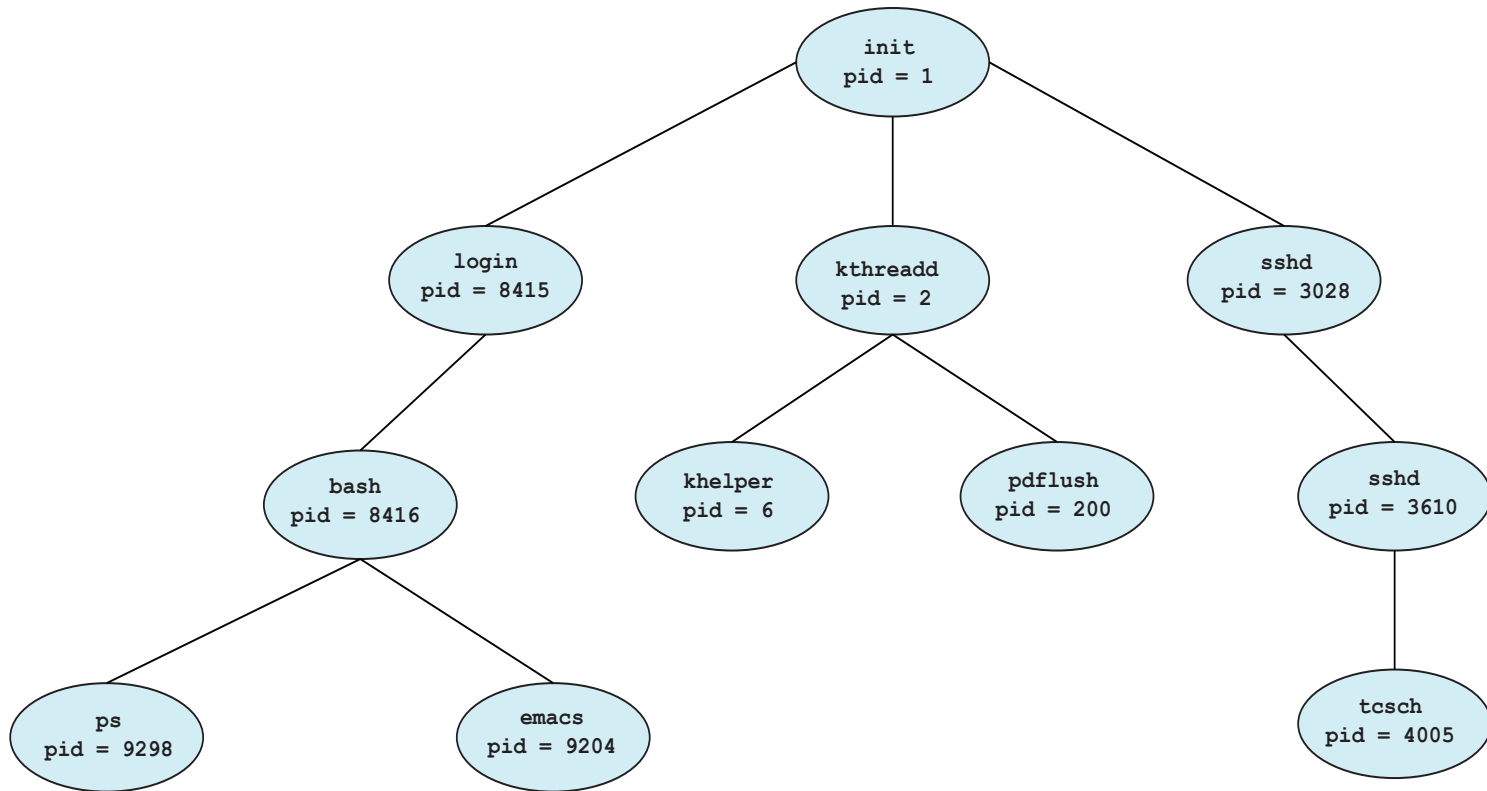 init
pid = 1
login
pid = 8415
kthreadd
pid = 2
sshd
pid = 3028
bash
pid = 8416
khelper
pid = 6
pdflush
pid = 200
sshd
pid = 3610
ps
pid = 9298
emacs
pid = 9204
tcsch
pid = 4005